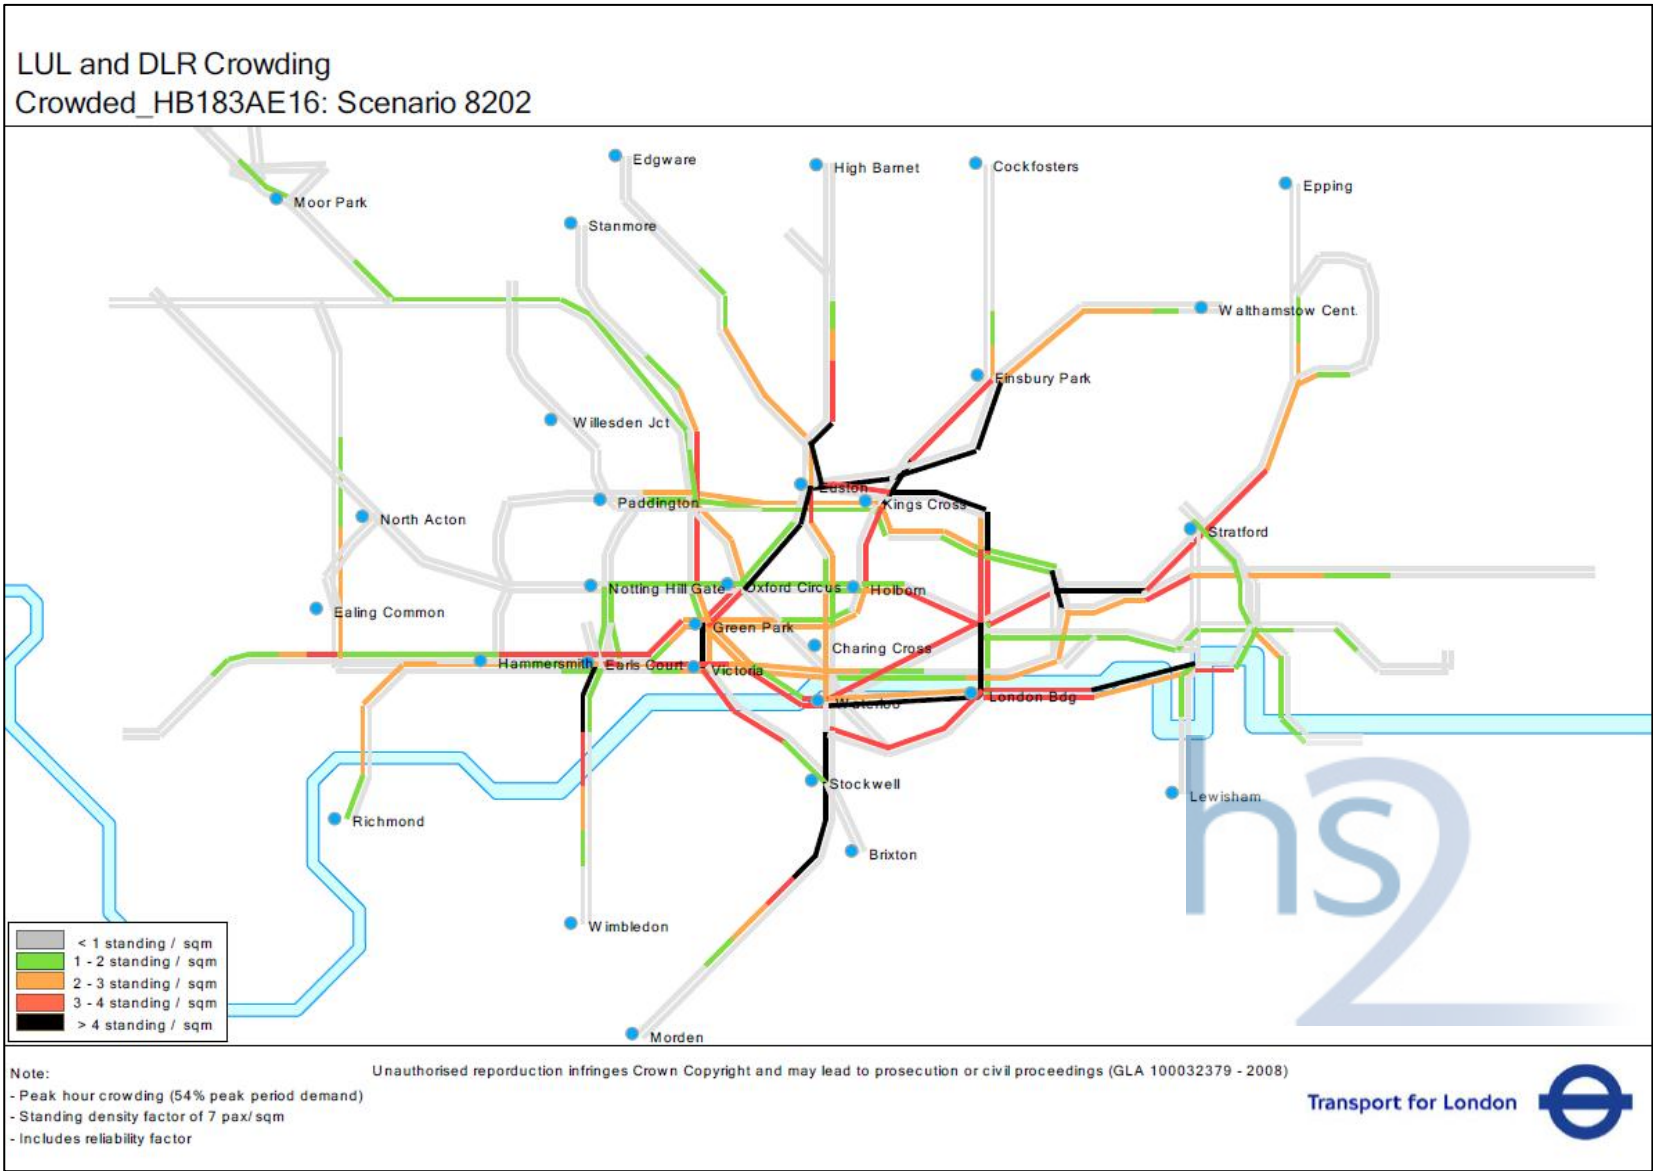 LUL and DLR Crowding
Crowded_HB183AE16: Scenario 8202
Edgware
High Barnet
Cockfosters
Epping
Moor Park
Stanmore
Walthamstow Cent.
Finsbury Park
Willesden Jct
Euston
Paddington
Kings Cross
North Acton
Stratford
Notting Hill Gate
Oxford Circus
Holborn
Ealing Common
Green Park
Charing Cross
Hammersmith
Earls Court
Victoria
Waterloo
London Bdg
Stockwell
Lewisham
Richmond
Brixton
Wimbledon
Morden
hs2
< 1 standing / sqm
1 - 2 standing / sqm
2 - 3 standing / sqm
3 - 4 standing / sqm
> 4 standing / sqm
Note:
- Peak hour crowding (54% peak period demand)
- Standing density factor of 7 pax/sqm
- Includes reliability factor
Unauthorised reporduction infringes Crown Copyright and may lead to prosecution or civil proceedings (GLA 100032379 - 2008)
Transport for London